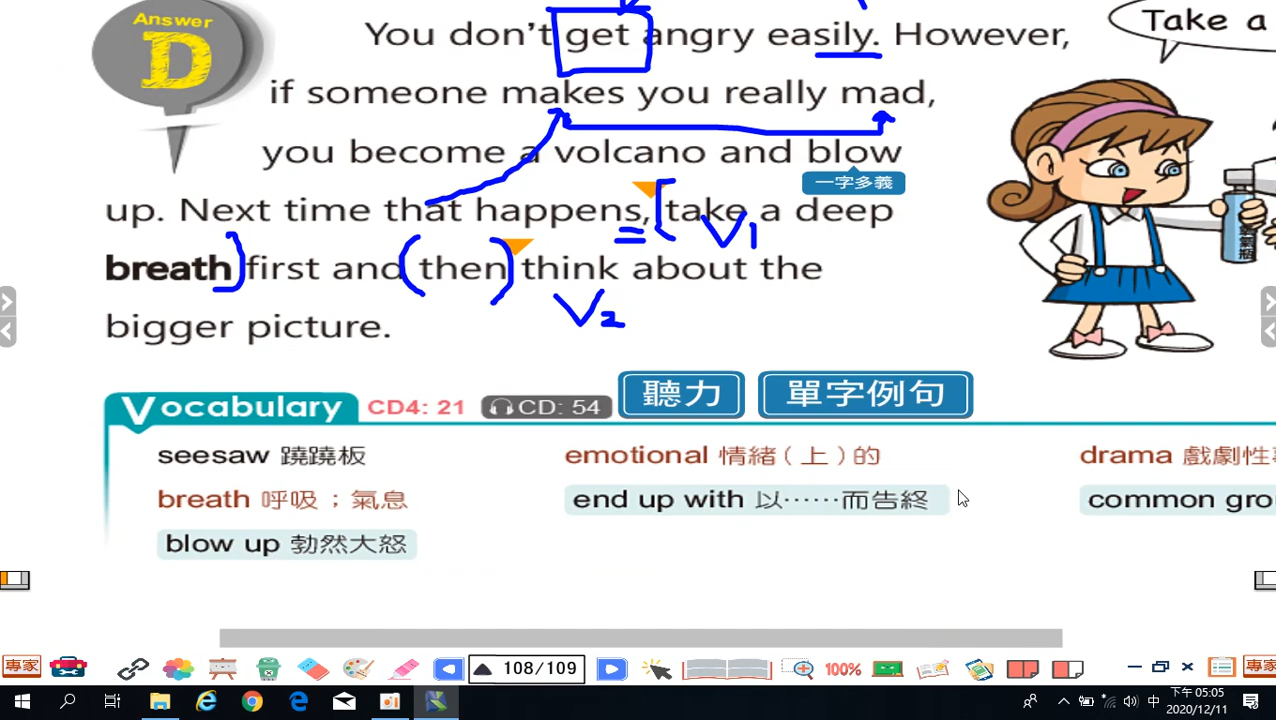 Answer
D
You don't get angry easily. However,
Take a
if someone makes you really mad,
you become a volcano and blow
一字多義
up. Next time that happens, take a deep
V1
breath first and then think about the
V2
bigger picture.
Vocabulary CD4: 21 CD: 54 聽力 單字例句
seesaw 蹺蹺板 emotional 情緒(上)的 drama 戲劇性
breath 呼吸；氣息 end up with 以……而告終 common gro
blow up 勃然大怒
專家 108/109 100% 專家
中 下午 05:05
2020/12/11